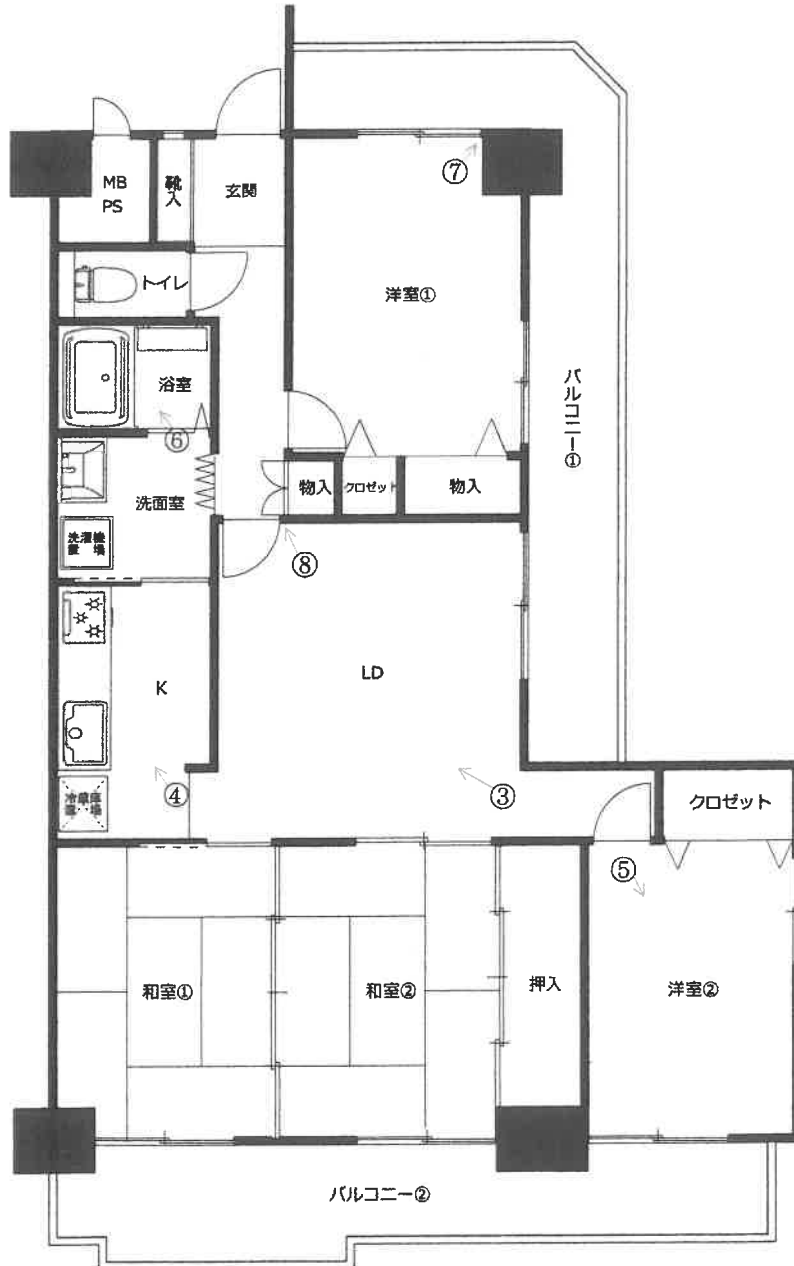 ⑦
MB
PS
靴入
玄関
トイレ
洋室①
バルコニー①
浴室
⑥
洗面室
物入
クロゼット
物入
洗濯機
置場
⑧
K
LD
④
③
冷蔵庫
置場
クロゼット
⑤
和室①
和室②
押入
洋室②
バルコニー②